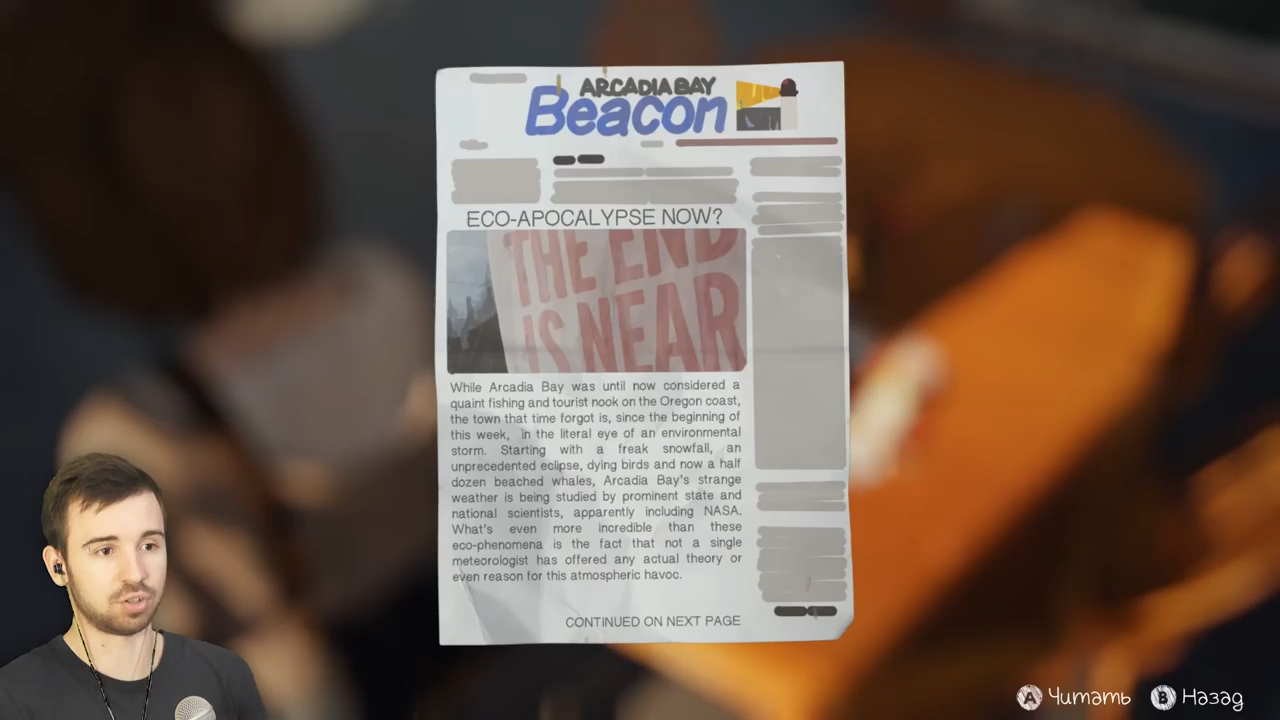 ARCADIA BAY
Beacon
ECO-APOCALYPSE NOW?
THE END
IS NEAR
While Arcadia Bay was until now considered a
quaint fishing and tourist nook on the Oregon coast,
the town that time forgot is, since the beginning of
this week, in the literal eye of an environmental
storm. Starting with a freak snowfall, an
unprecedented eclipse, dying birds and now a half
dozen beached whales, Arcadia Bay's strange
weather is being studied by prominent state and
national scientists, apparently including NASA.
What's even more incredible than these
eco-phenomena is the fact that not a single
meteorologist has offered any actual theory or
even reason for this atmospheric havoc.
CONTINUED ON NEXT PAGE
A Читать B Назад